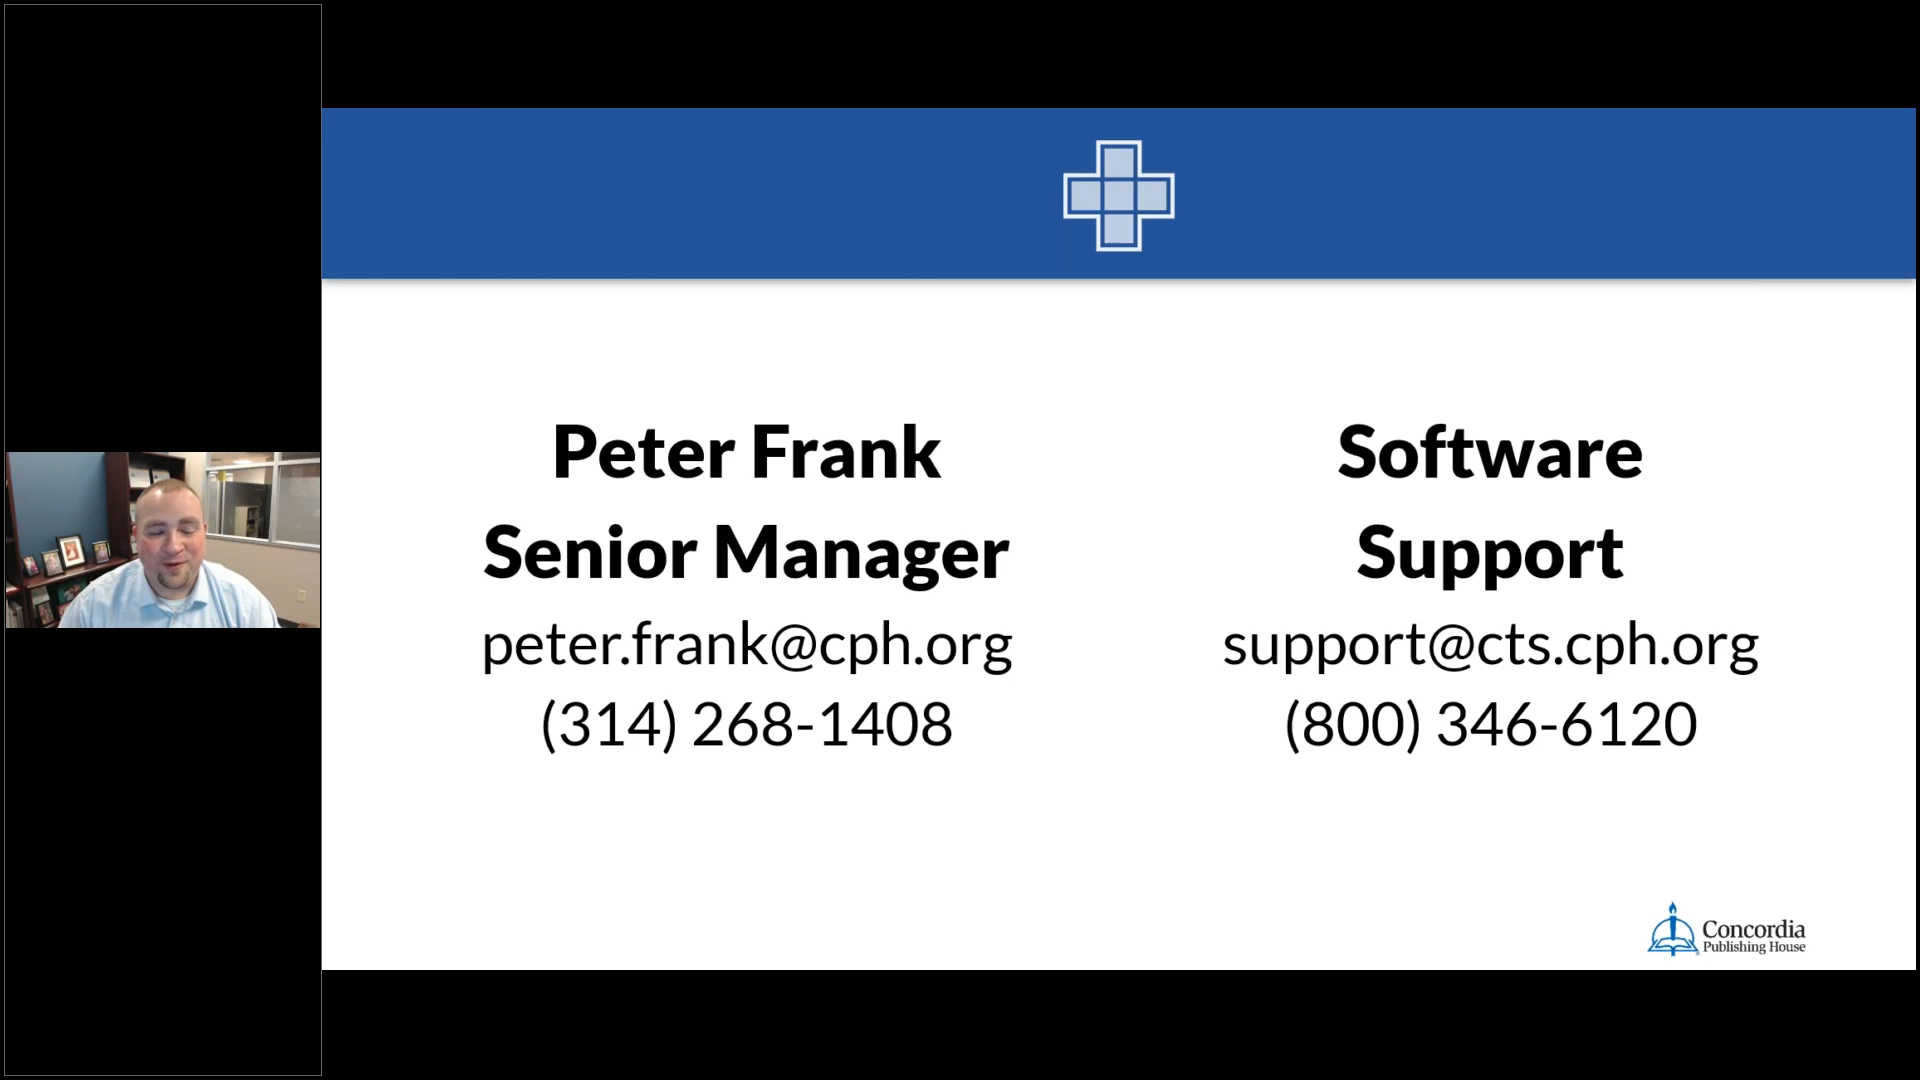 Peter Frank
Senior Manager
peter.frank@cph.org
(314) 268-1408
Software
Support
support@cts.cph.org
(800) 346-6120
Concordia
Publishing House